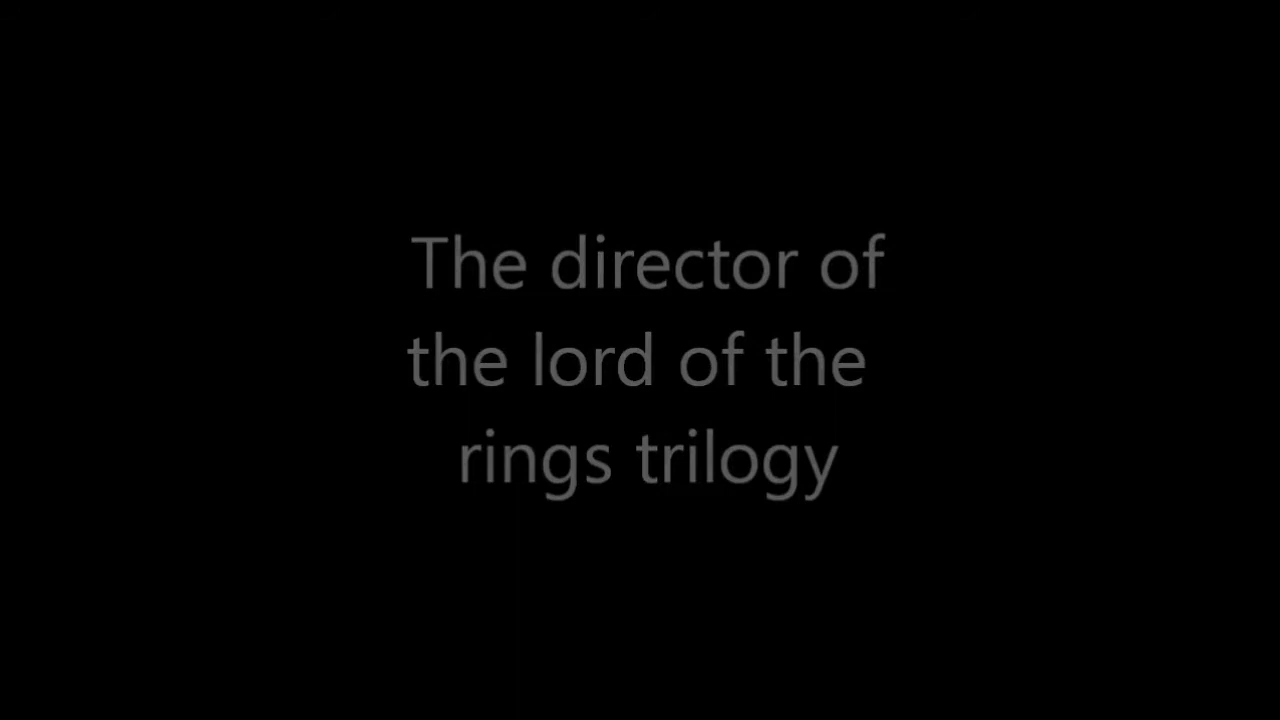 The director of
the lord of the
rings trilogy